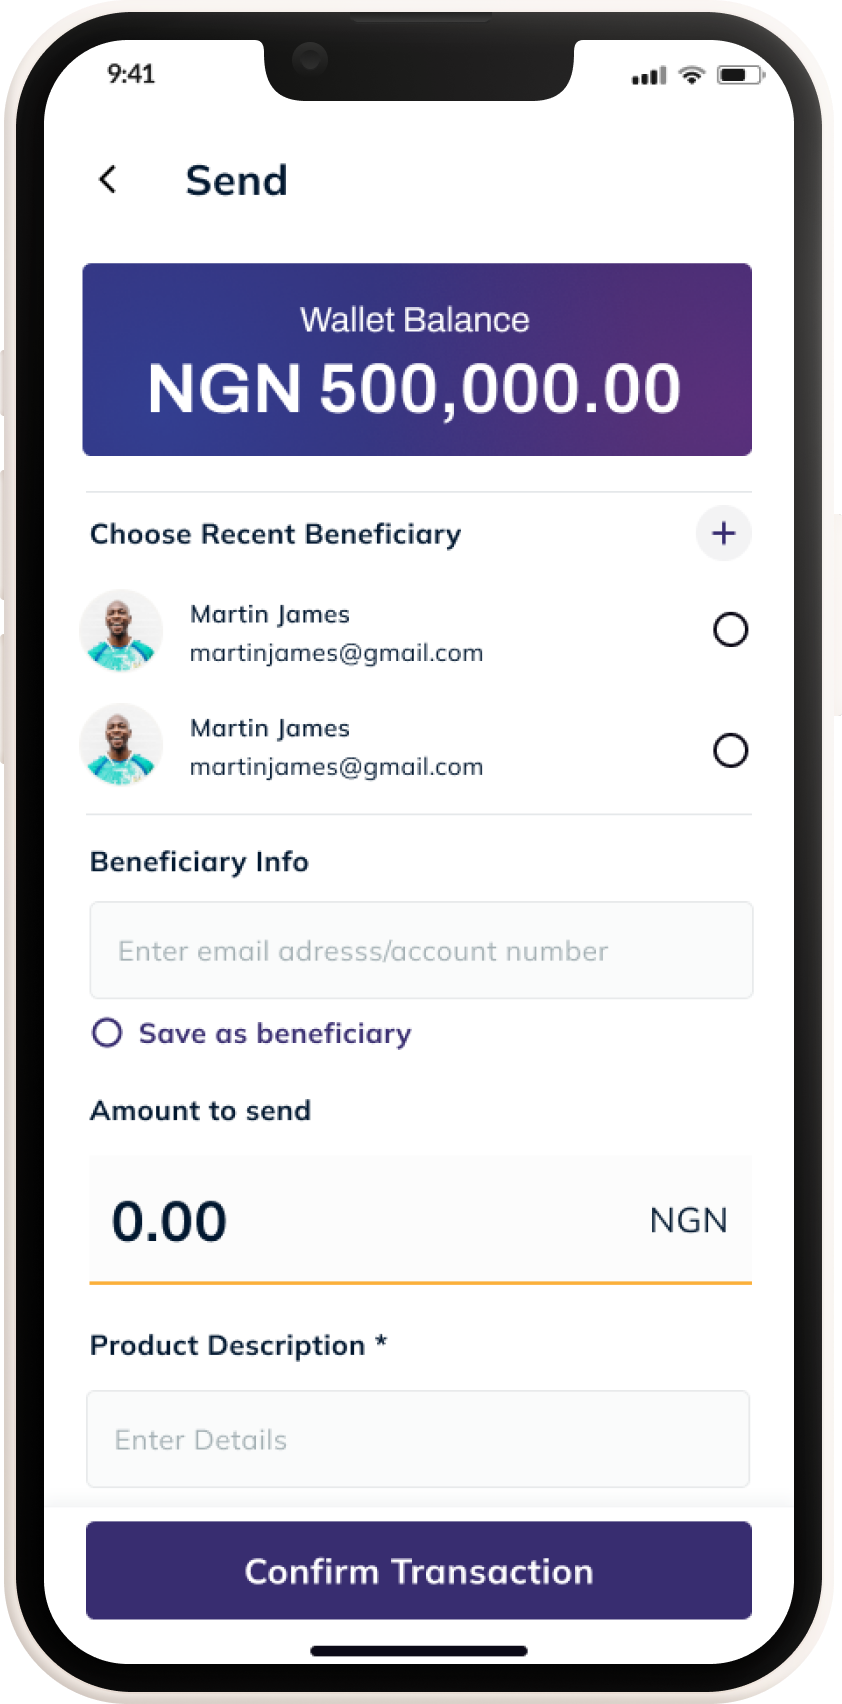 9:41
Send
Wallet Balance
NGN 500,000.00
Choose Recent Beneficiary
Martin James
martinjames@gmail.com
Martin James
martinjames@gmail.com
Beneficiary Info
Enter email adresss/account number
Save as beneficiary
Amount to send
0.00 NGN
Product Description *
Enter Details
Confirm Transaction